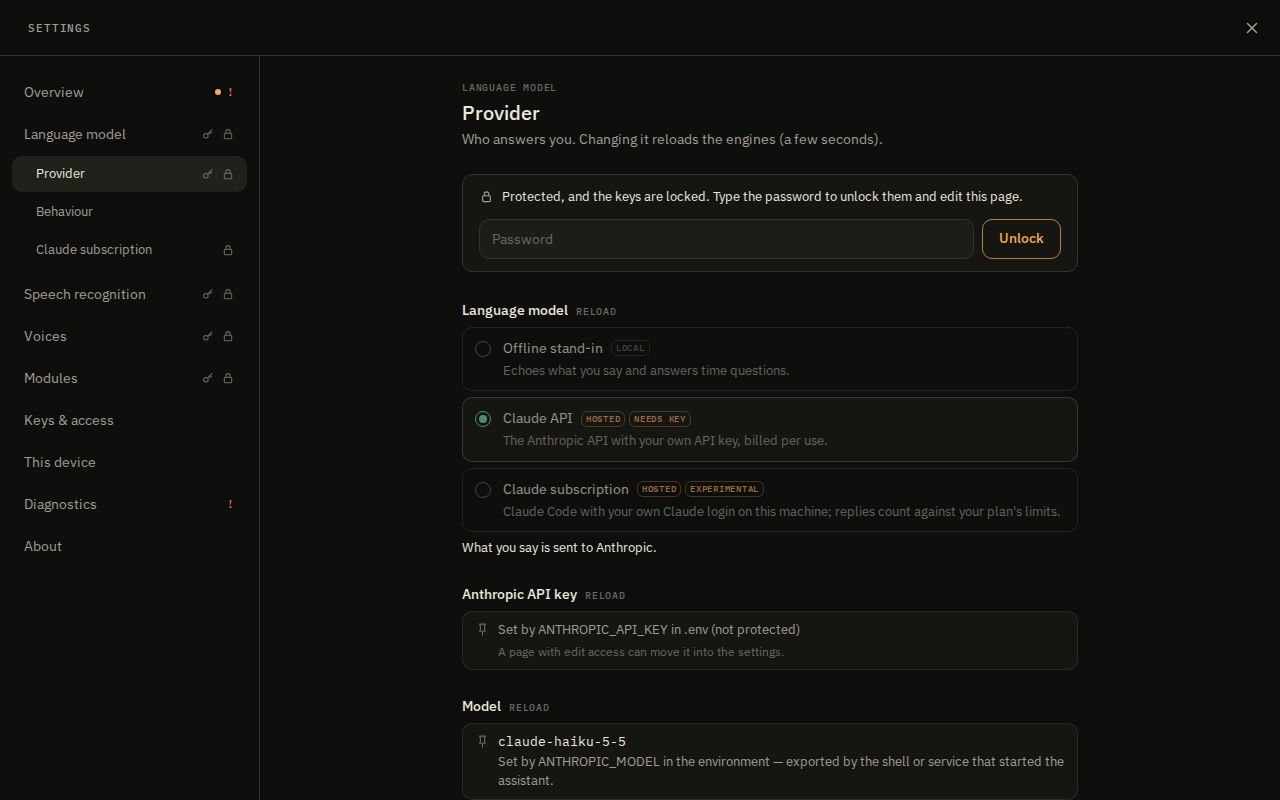 SETTINGS
Overview
!
Language model
Provider
Behaviour
Claude subscription
Speech recognition
Voices
Modules
Keys & access
This device
Diagnostics
!
About
LANGUAGE MODEL
Provider
Who answers you. Changing it reloads the engines (a few seconds).
Protected, and the keys are locked. Type the password to unlock them and edit this page.
Password
Unlock
Language model RELOAD
Offline stand-in LOCAL
Echoes what you say and answers time questions.
Claude API HOSTED NEEDS KEY
The Anthropic API with your own API key, billed per use.
Claude subscription HOSTED EXPERIMENTAL
Claude Code with your own Claude login on this machine; replies count against your plan's limits.
What you say is sent to Anthropic.
Anthropic API key RELOAD
Set by ANTHROPIC_API_KEY in .env (not protected)
A page with edit access can move it into the settings.
Model RELOAD
claude-haiku-5-5
Set by ANTHROPIC_MODEL in the environment — exported by the shell or service that started the
assistant.